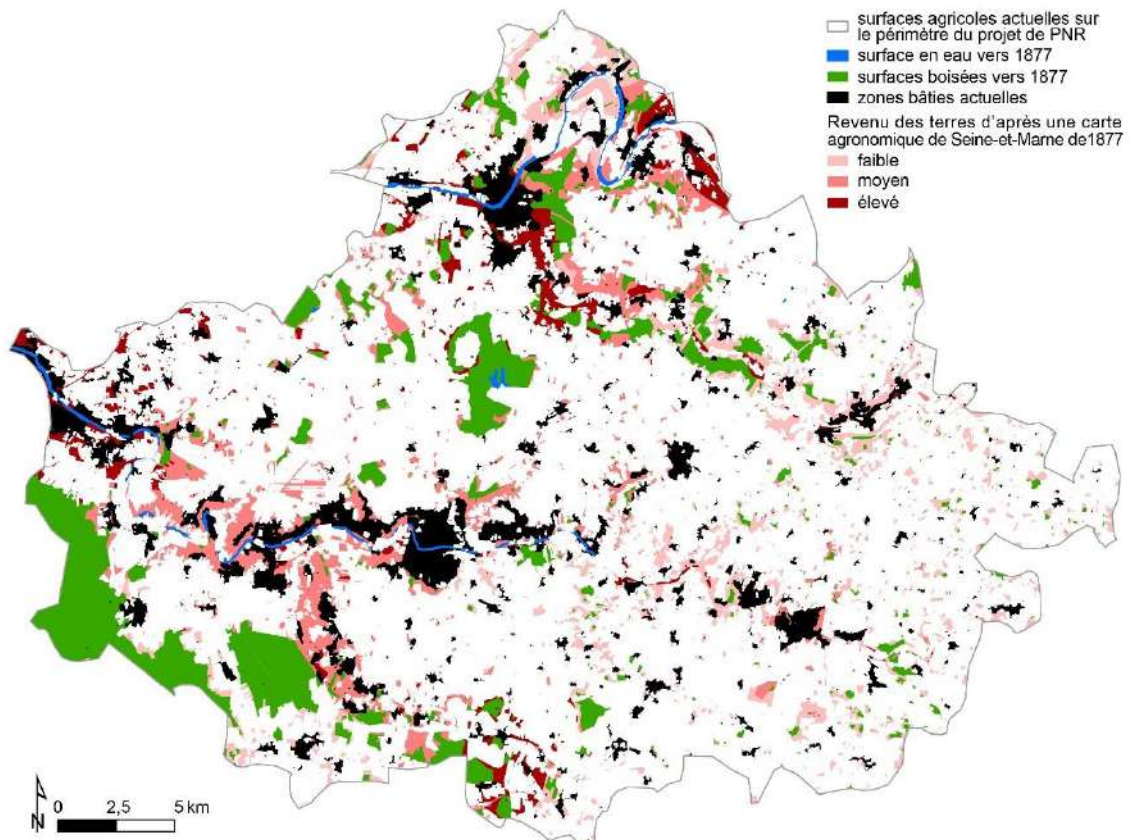 surfaces agricoles actuelles sur
le périmètre du projet de PNR
surface en eau vers 1877
surfaces boisées vers 1877
zones bâties actuelles
Revenu des terres d'après une carte
agronomique de Seine-et-Marne de1877
faible
moyen
élevé
N
0 2,5 5 km